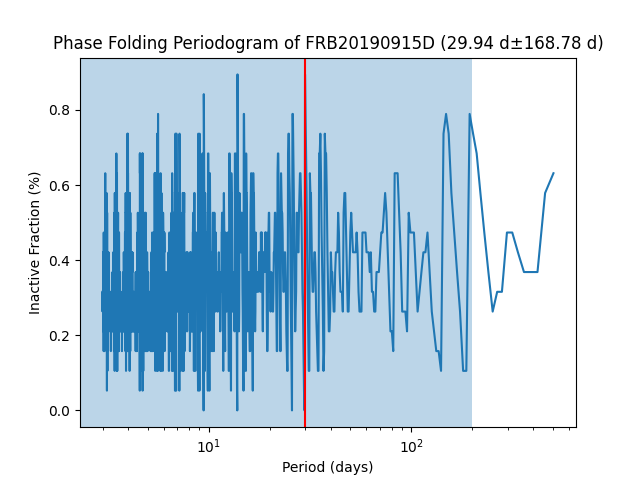 Phase Folding Periodogram of FRB20190915D (29.94 d±168.78 d)
Inactive Fraction (%)
0.8
0.6
0.4
0.2
0.0
10¹
10²
Period (days)